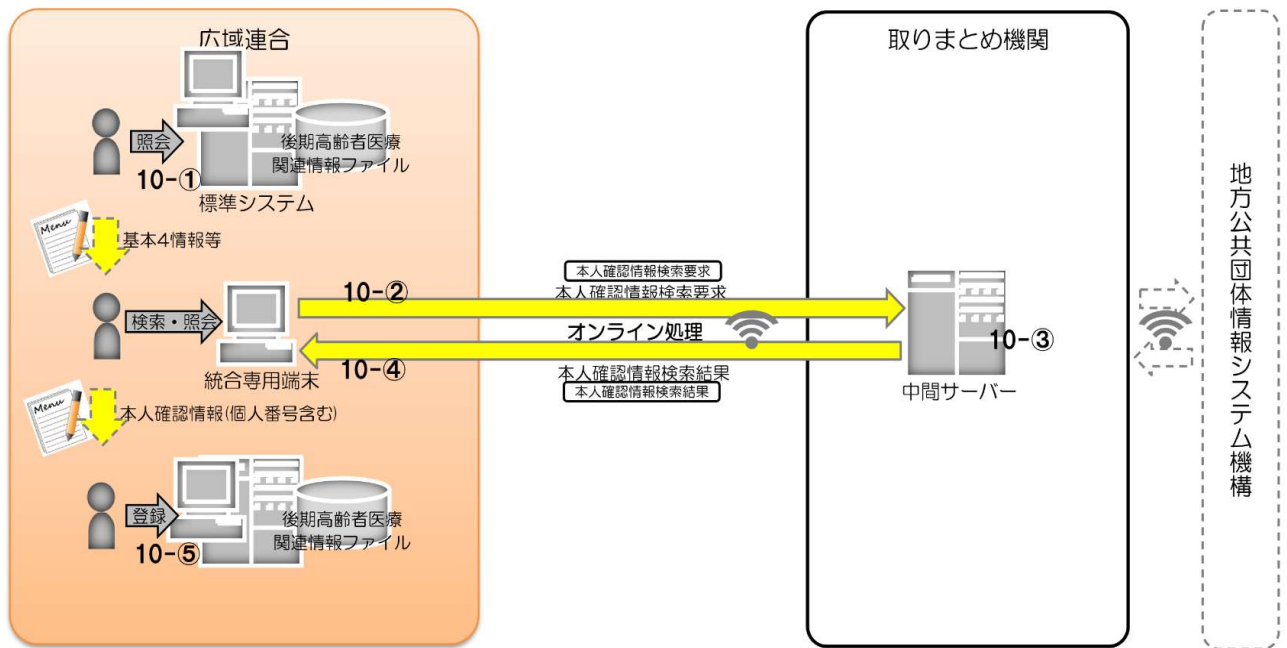 広域連合
照会
10-①
後期高齢者医療
関連情報ファイル
標準システム
Menu
基本4情報等
検索・照会
統合専用端末
Menu
本人確認情報(個人番号含む)
登録
10-⑤
後期高齢者医療
関連情報ファイル
本人確認情報検索要求
10-②
本人確認情報検索要求
オンライン処理
10-④
本人確認情報検索結果
本人確認情報検索結果
取りまとめ機関
10-③
中間サーバー
地方公共団体情報システム機構